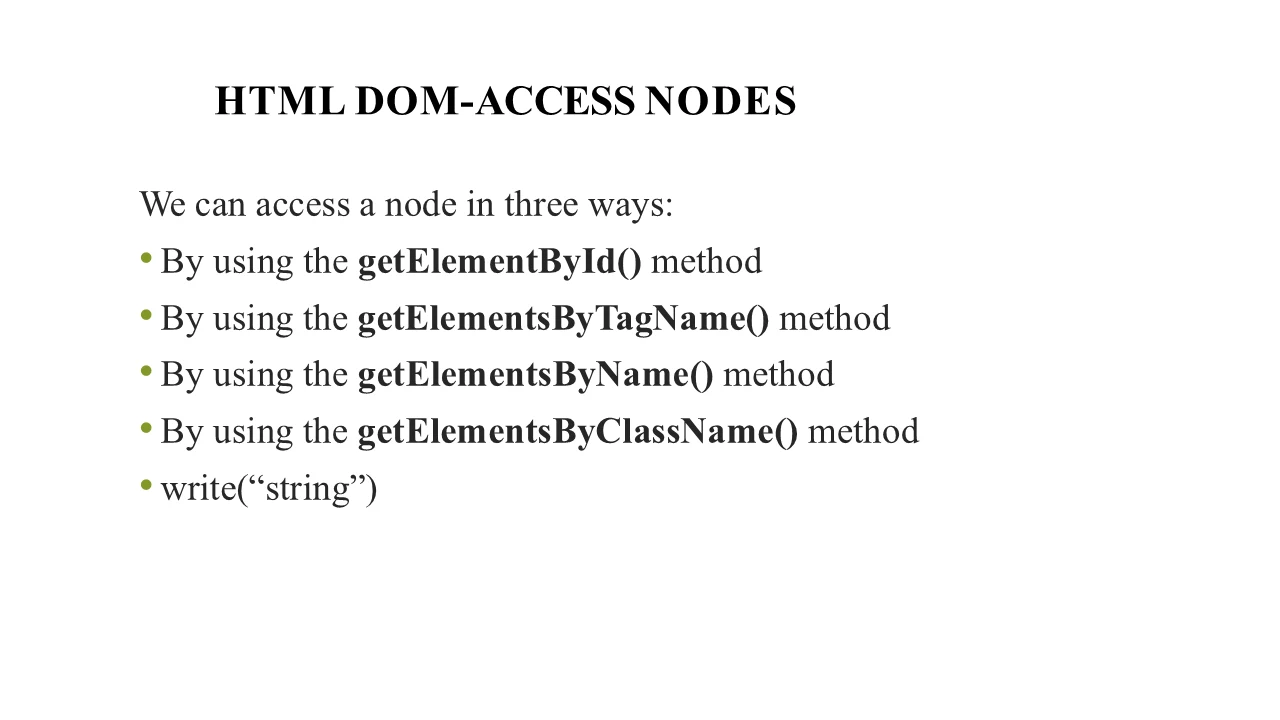 HTML DOM-ACCESS NODES
We can access a node in three ways:
• By using the getElementById() method
• By using the getElementsByTagName() method
• By using the getElementsByName() method
• By using the getElementsByClassName() method
• write(“string”)